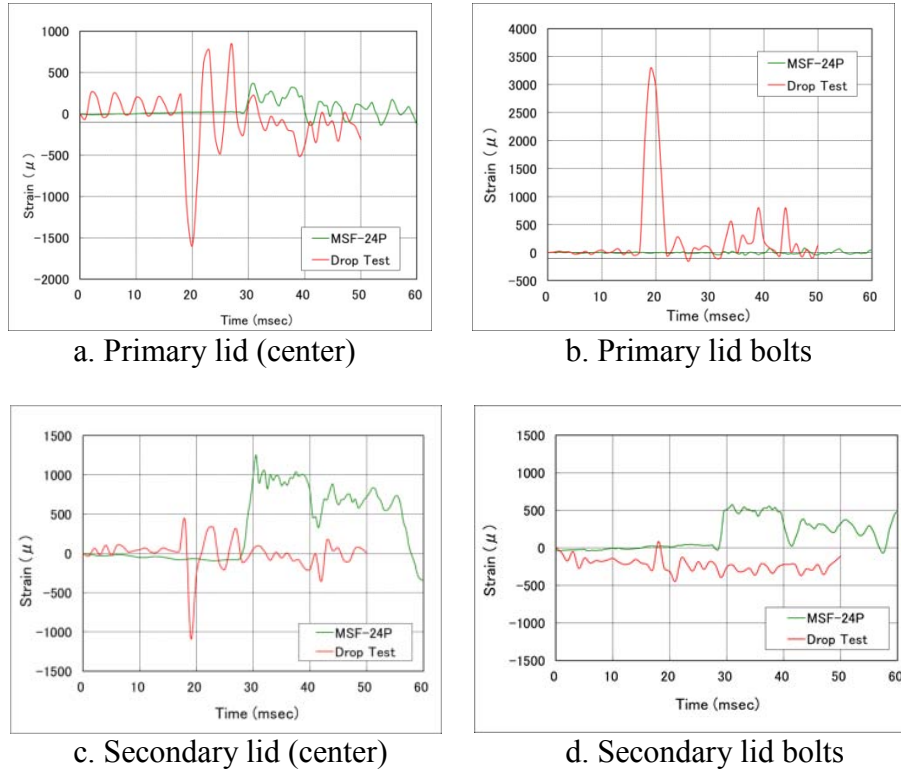 1000
500
0
-500
-1000
-1500
-2000
Strain (μ)
MSF-24P
Drop Test
0 10 20 30 40 50 60
Time (msec)
a. Primary lid (center)
4000
3500
3000
2500
2000
1500
1000
500
0
-500
Strain (μ)
MSF-24P
Drop Test
0 10 20 30 40 50 60
Time (msec)
b. Primary lid bolts
1500
1000
500
0
-500
-1000
-1500
Strain (μ)
MSF-24P
Drop Test
0 10 20 30 40 50 60
Time (msec)
c. Secondary lid (center)
1500
1000
500
0
-500
-1000
-1500
Strain (μ)
MSF-24P
Drop Test
0 10 20 30 40 50 60
Time (msec)
d. Secondary lid bolts